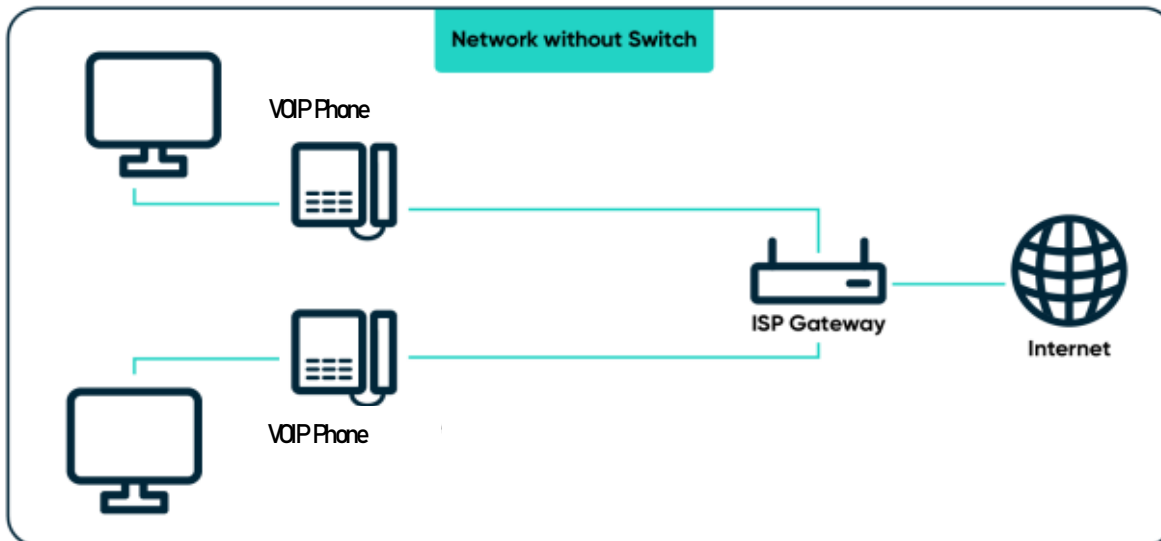 Network without Switch
VOIP Phone
ISP Gateway
Internet
VOIP Phone